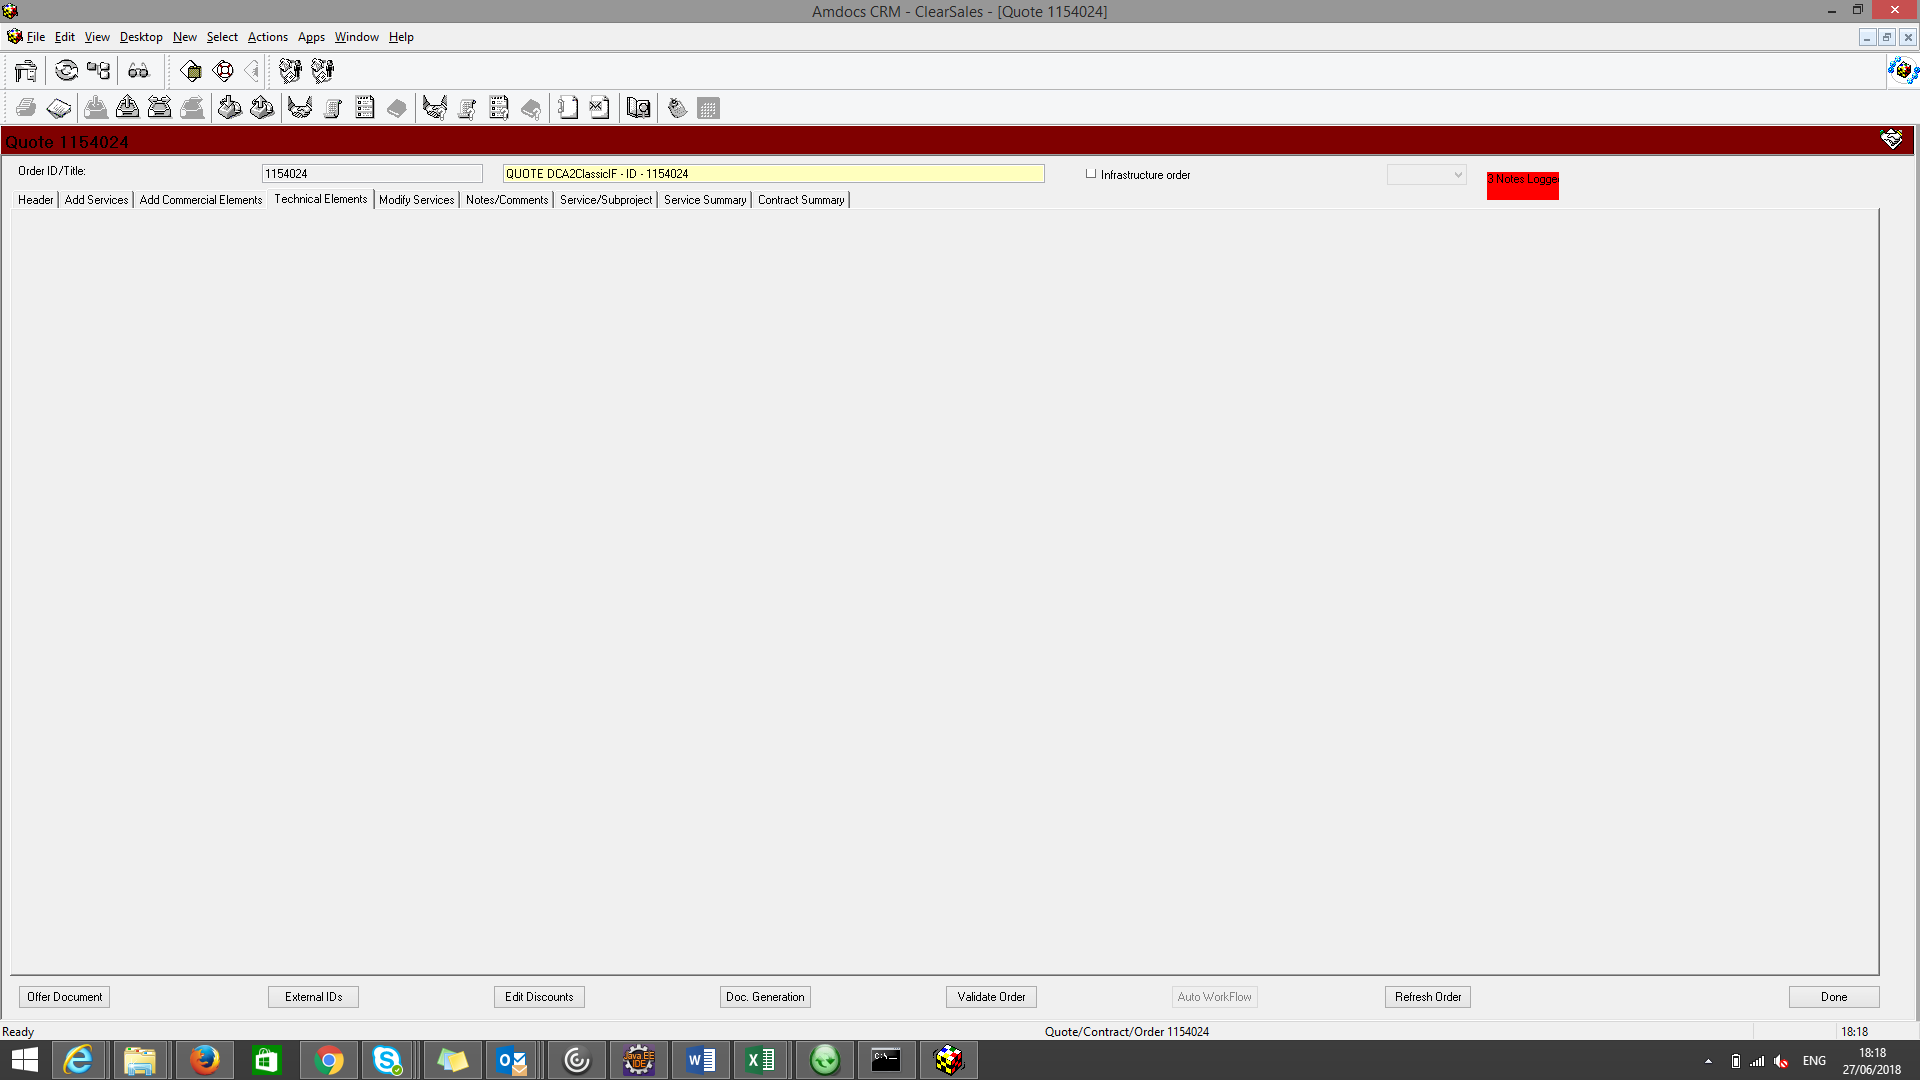 Amdocs CRM - ClearSales - [Quote 1154024]
File Edit View Desktop New Select Actions Apps Window Help
Quote 1154024
Order ID/Title: 1154024 QUOTE DCA2ClassicIF - ID - 1154024 Infrastructure order 3 Notes Logge
Header Add Services Add Commercial Elements Technical Elements Modify Services Notes/Comments Service/Subproject Service Summary Contract Summary
Offer Document External IDs Edit Discounts Doc. Generation Validate Order Auto WorkFlow Refresh Order Done
Ready Quote/Contract/Order 1154024 18:18
Java EE
IDE
C:\
ENG
18:18
27/06/2018